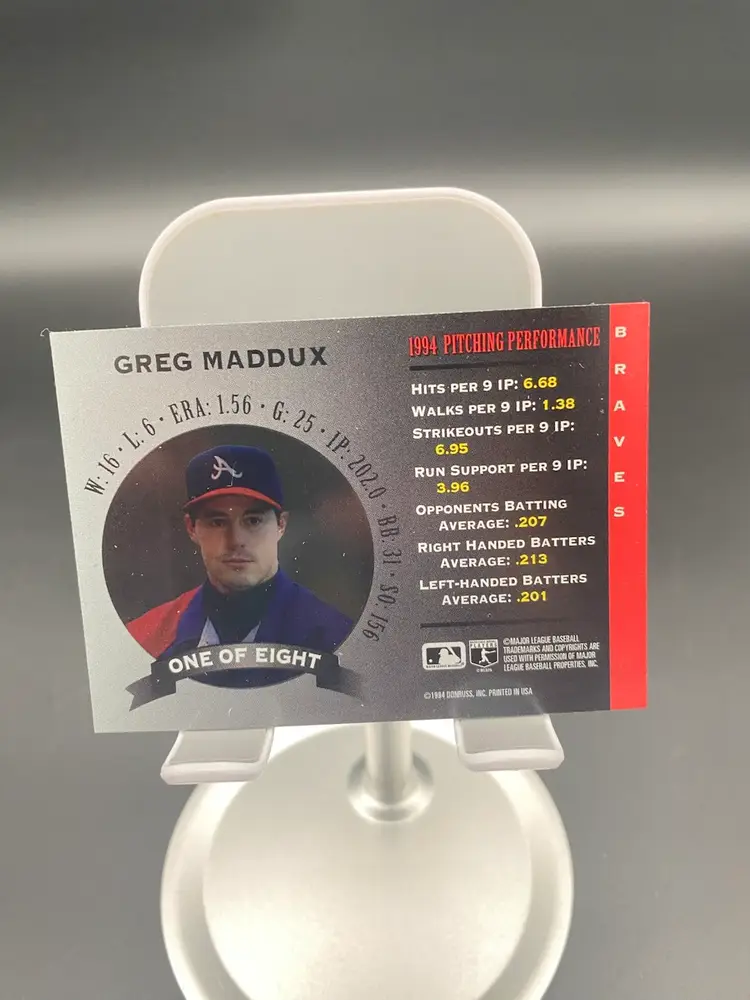 GREG MADDUX
W: 16 · L: 6 · ERA: 1.56 · G: 25 · IP: 202.0 · BB: 31 · SO: 156
ONE OF EIGHT
1994 PITCHING PERFORMANCE
HITS PER 9 IP: 6.68
WALKS PER 9 IP: 1.38
STRIKEOUTS PER 9 IP:
6.95
RUN SUPPORT PER 9 IP:
3.96
OPPONENTS BATTING
AVERAGE: .207
RIGHT HANDED BATTERS
AVERAGE: .213
LEFT-HANDED BATTERS
AVERAGE: .201
PLAYERS
©MAJOR LEAGUE BASEBALL
TRADEMARKS AND COPYRIGHTS ARE
USED WITH PERMISSION OF MAJOR
LEAGUE BASEBALL PROPERTIES, INC.
©1994 DONRUSS, INC. PRINTED IN USA
BRAVES